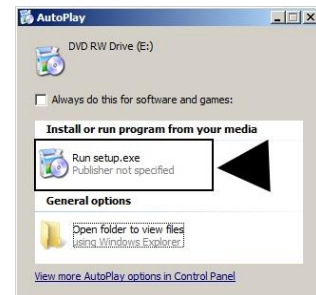 AutoPlay
DVD RW Drive (E:)
Always do this for software and games:
Install or run program from your media
Run setup.exe
Publisher not specified
General options
Open folder to view files
using Windows Explorer
View more AutoPlay options in Control Panel